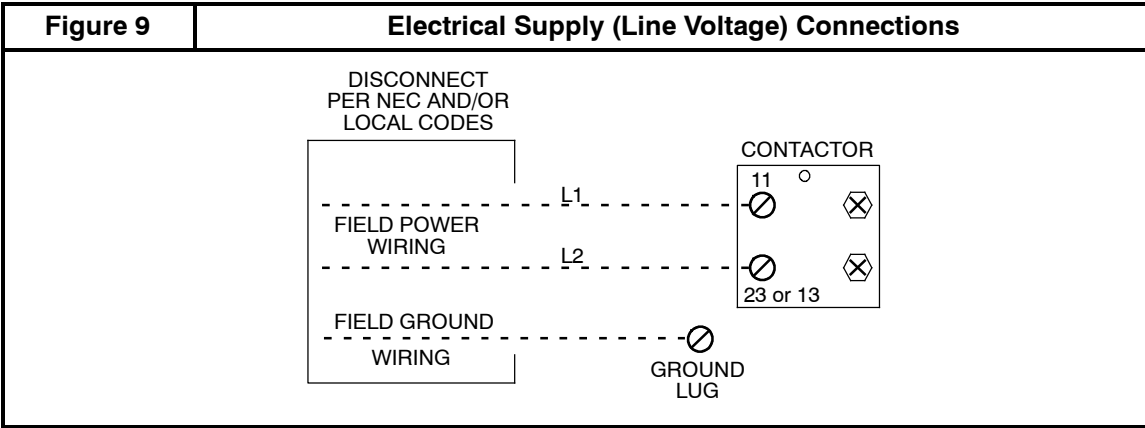 Figure 9
Electrical Supply (Line Voltage) Connections
DISCONNECT
PER NEC AND/OR
LOCAL CODES
CONTACTOR
11
L1
FIELD POWER
WIRING
L2
23 or 13
FIELD GROUND
WIRING
GROUND
LUG